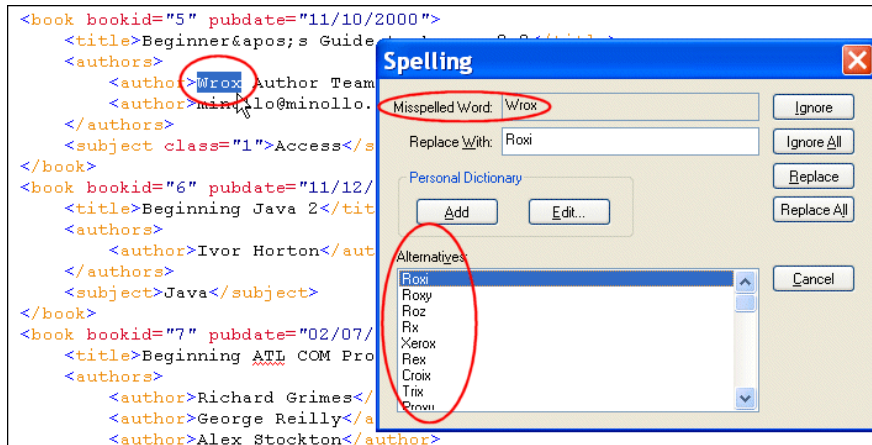 <book bookid="5" pubdate="11/10/2000">
<title>Beginner&apos;s Guide
<authors>
<author>Wrox Author Team
<author>minollo@minollo.
</authors>
<subject class="1">Access</s
</book>
<book bookid="6" pubdate="11/12/
<title>Beginning Java 2</tit
<authors>
<author>Ivor Horton</aut
</authors>
<subject>Java</subject>
</book>
<book bookid="7" pubdate="02/07/
<title>Beginning ATL COM Pro
<authors>
<author>Richard Grimes</
<author>George Reilly</a
<author>Alex Stockton</author>
Spelling
Misspelled Word: Wrox
Ignore
Replace With: Roxi
Ignore All
Personal Dictionary
Replace
Add Edit...
Replace All
Alternatives:
Cancel
Roxi
Roxy
Roz
Rx
Xerox
Rex
Croix
Trix
Proxy